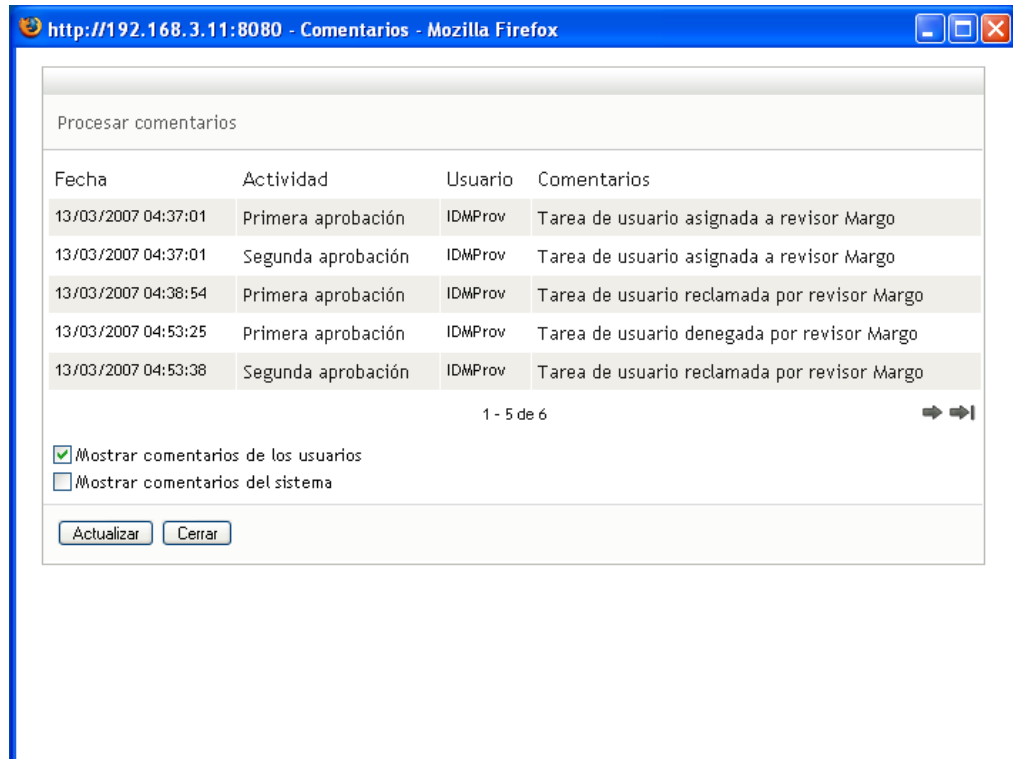 http://192.168.3.11:8080 - Comentarios - Mozilla Firefox
Procesar comentarios
Fecha Actividad Usuario Comentarios
13/03/2007 04:37:01 Primera aprobación IDMProv Tarea de usuario asignada a revisor Margo
13/03/2007 04:37:01 Segunda aprobación IDMProv Tarea de usuario asignada a revisor Margo
13/03/2007 04:38:54 Primera aprobación IDMProv Tarea de usuario reclamada por revisor Margo
13/03/2007 04:53:25 Primera aprobación IDMProv Tarea de usuario denegada por revisor Margo
13/03/2007 04:53:38 Segunda aprobación IDMProv Tarea de usuario reclamada por revisor Margo
1 - 5 de 6
Mostrar comentarios de los usuarios
Mostrar comentarios del sistema
Actualizar Cerrar